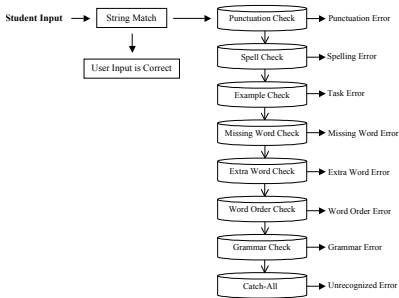 Student Input
String Match
Punctuation Check
Punctuation Error
User Input is Correct
Spell Check
Spelling Error
Example Check
Task Error
Missing Word Check
Missing Word Error
Extra Word Check
Extra Word Error
Word Order Check
Word Order Error
Grammar Check
Grammar Error
Catch-All
Unrecognized Error